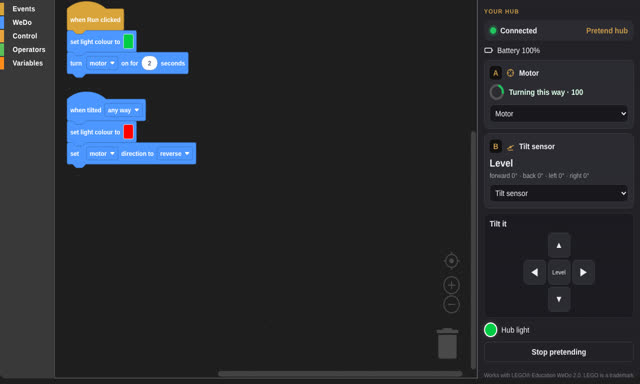 Events
WeDo
Control
Operators
Variables
when Run clicked
set light colour to
turn motor on for 2 seconds
when tilted any way
set light colour to
set motor direction to reverse
YOUR HUB
Connected Pretend hub
Battery 100%
A Motor
Turning this way · 100
Motor
B Tilt sensor
Level
forward 0° · back 0° · left 0° · right 0°
Tilt sensor
Tilt it
Level
Hub light
Stop pretending
Works with LEGO® Education WeDo 2.0. LEGO is a trademark